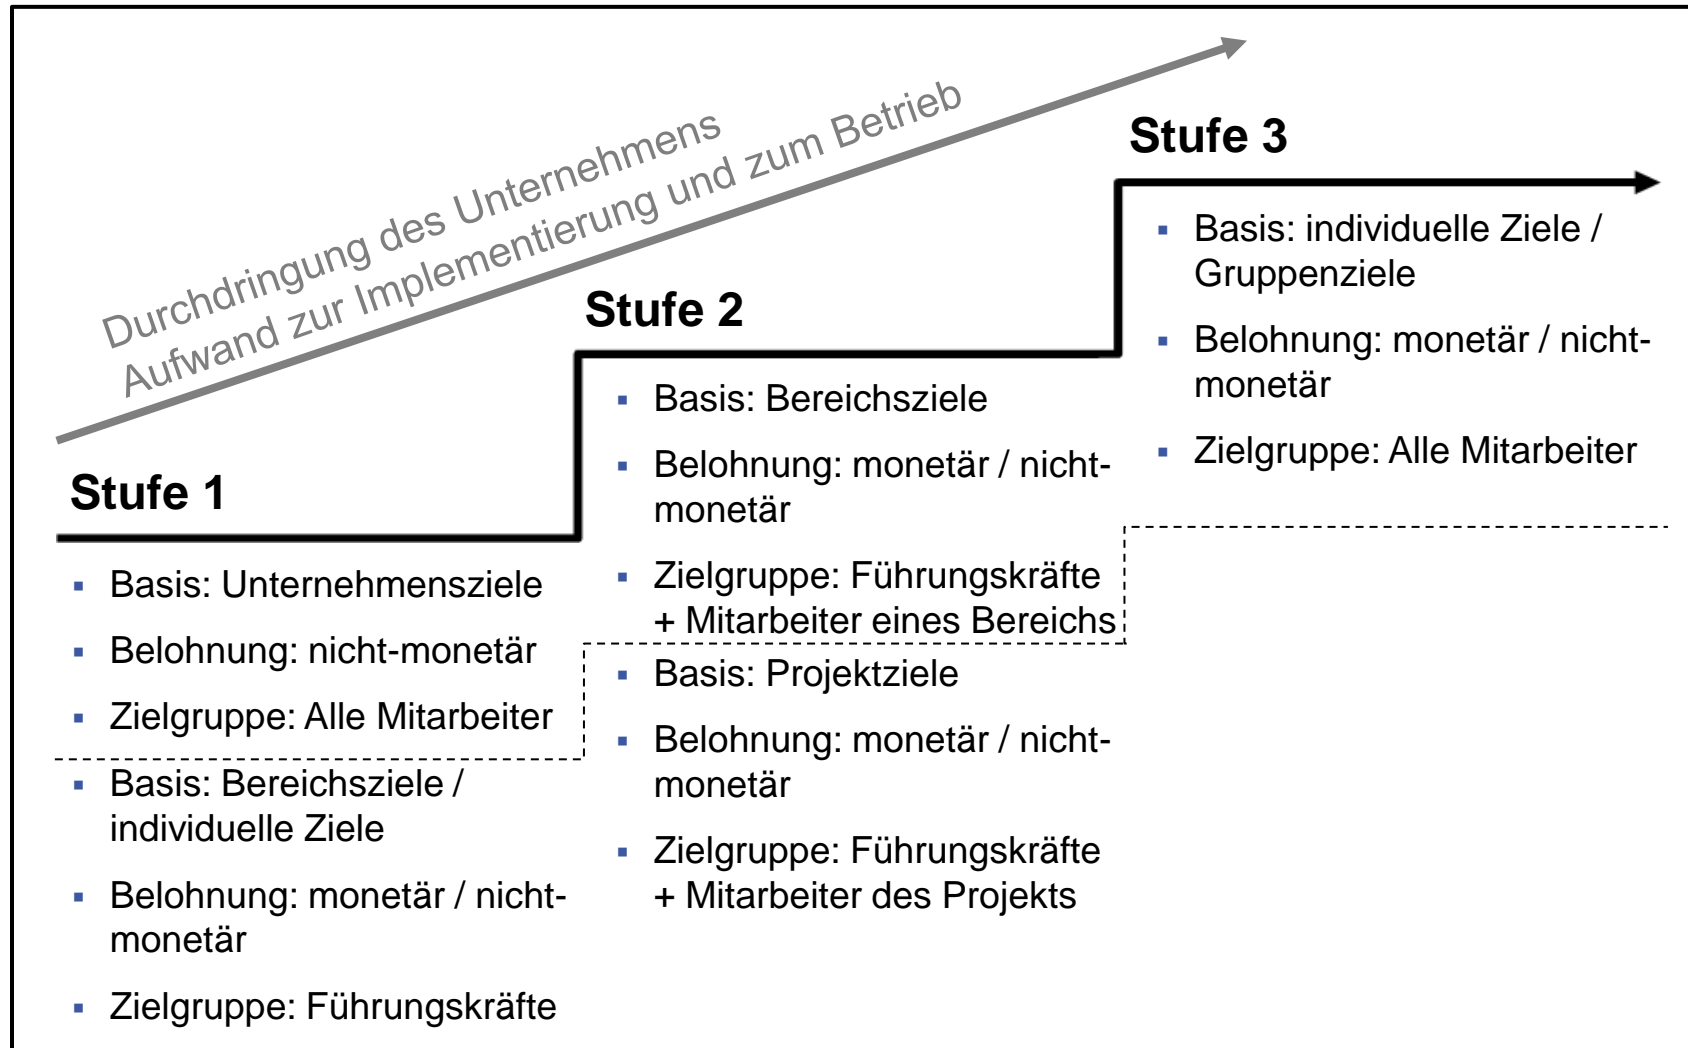 Durchdringung des Unternehmens
Aufwand zur Implementierung und zum Betrieb
Stufe 1
▪ Basis: Unternehmensziele
▪ Belohnung: nicht-monetär
▪ Zielgruppe: Alle Mitarbeiter
▪ Basis: Bereichsziele /
individuelle Ziele
▪ Belohnung: monetär / nicht-
monetär
▪ Zielgruppe: Führungskräfte
Stufe 2
▪ Basis: Bereichsziele
▪ Belohnung: monetär / nicht-
monetär
▪ Zielgruppe: Führungskräfte
+ Mitarbeiter eines Bereichs
▪ Basis: Projektziele
▪ Belohnung: monetär / nicht-
monetär
▪ Zielgruppe: Führungskräfte
+ Mitarbeiter des Projekts
Stufe 3
▪ Basis: individuelle Ziele /
Gruppenziele
▪ Belohnung: monetär / nicht-
monetär
▪ Zielgruppe: Alle Mitarbeiter